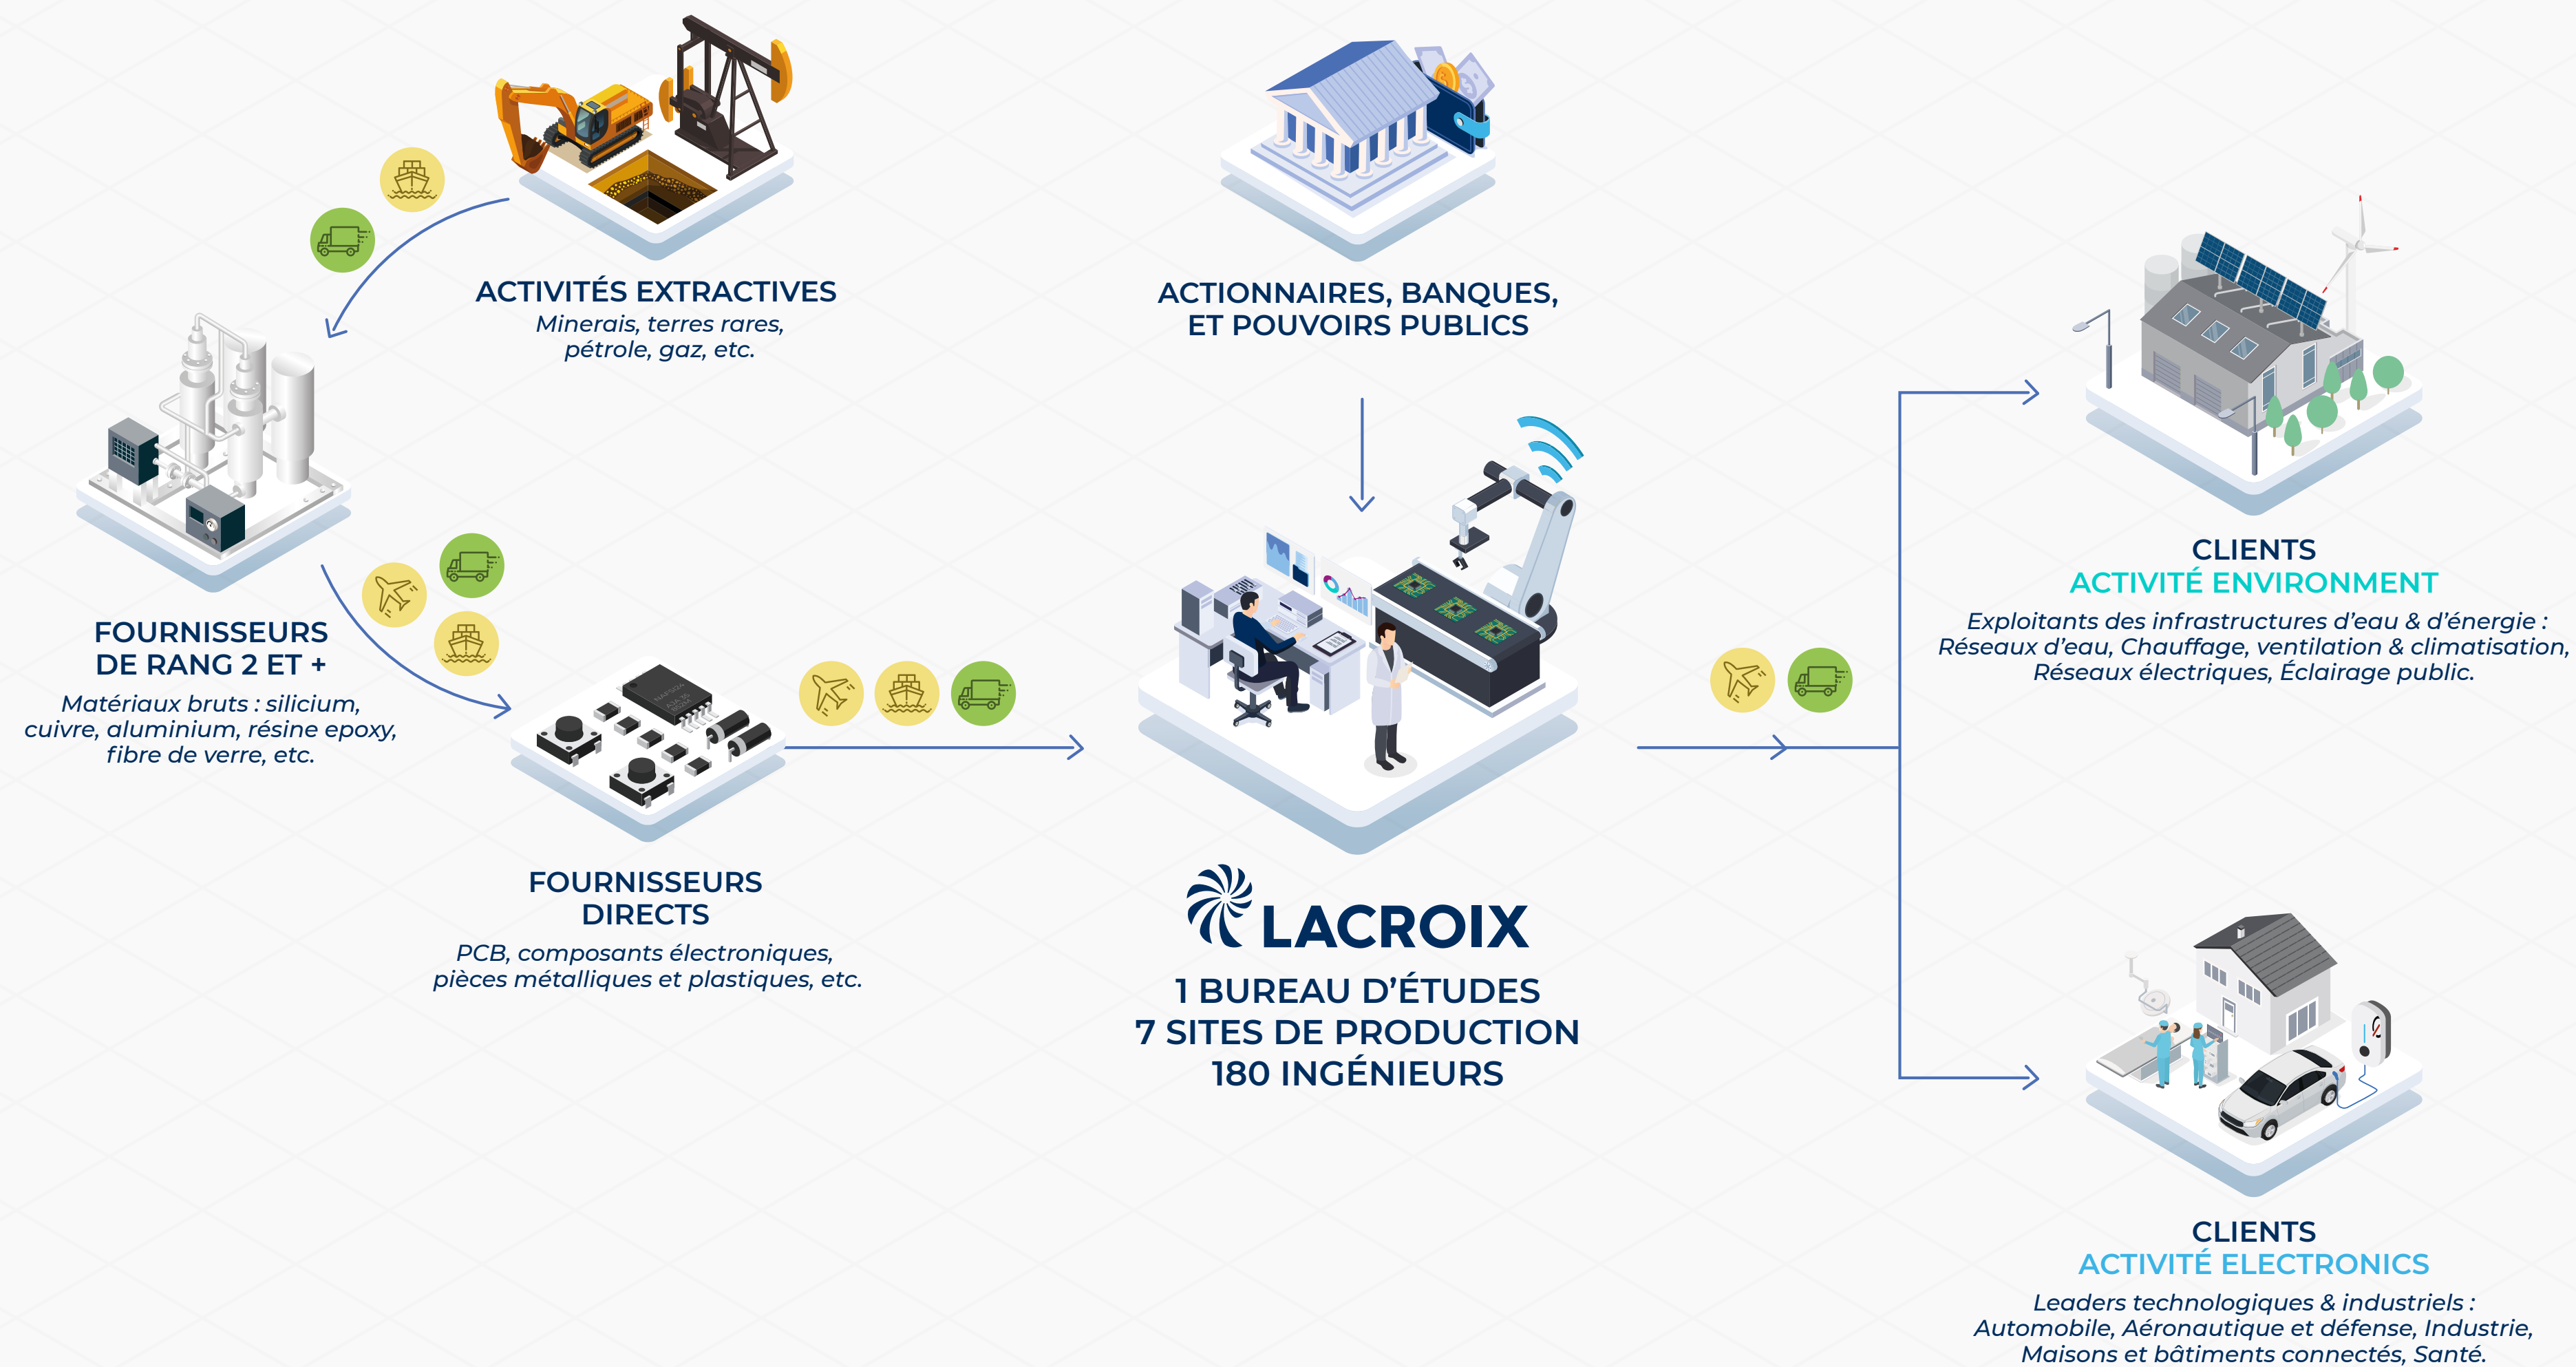 ACTIVITÉS EXTRACTIVES
Minerais, terres rares,
pétrole, gaz, etc.
ACTIONNAIRES, BANQUES,
ET POUVOIRS PUBLICS
FOURNISSEURS
DE RANG 2 ET +
Matériaux bruts : silicium,
cuivre, aluminium, résine epoxy,
fibre de verre, etc.
FOURNISSEURS
DIRECTS
PCB, composants électroniques,
pièces métalliques et plastiques, etc.
LACROIX
1 BUREAU D’ÉTUDES
7 SITES DE PRODUCTION
180 INGÉNIEURS
CLIENTS
ACTIVITÉ ENVIRONMENT
Exploitants des infrastructures d’eau & d’énergie :
Réseaux d’eau, Chauffage, ventilation & climatisation,
Réseaux électriques, Éclairage public.
CLIENTS
ACTIVITÉ ELECTRONICS
Leaders technologiques & industriels :
Automobile, Aéronautique et défense, Industrie,
Maisons et bâtiments connectés, Santé.